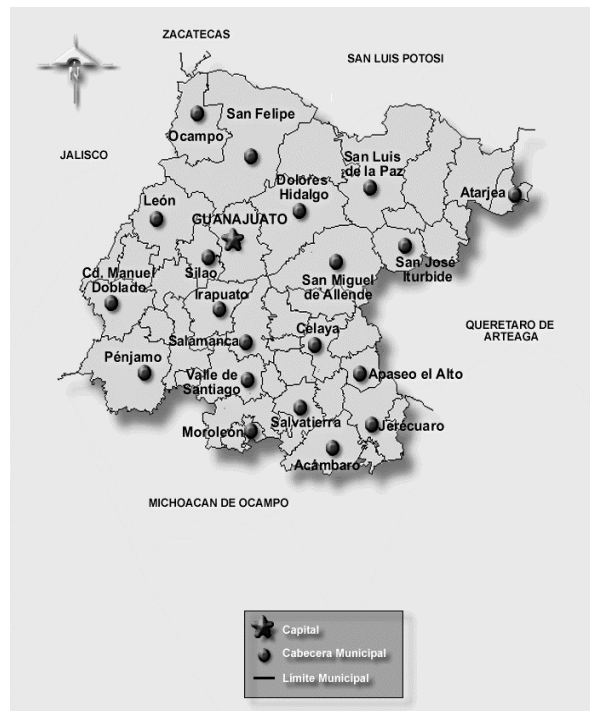 ZACATECAS
SAN LUIS POTOSI
N
San Felipe
Ocampo
JALISCO
San Luis
de la Paz
Dolores
Hidalgo
Atarjea
León
GUANAJUATO
San José
Iturbide
Cd. Manuel
Doblado
Silao
San Miguel
de Allende
Irapuato
QUERETARO DE
ARTEAGA
Celaya
Salamanca
Pénjamo
Valle de
Santiago
Apaseo el Alto
Salvatierra
Jerécuaro
Moroleón
Acámbaro
MICHOACAN DE OCAMPO
Capital
Cabecera Municipal
Límite Municipal